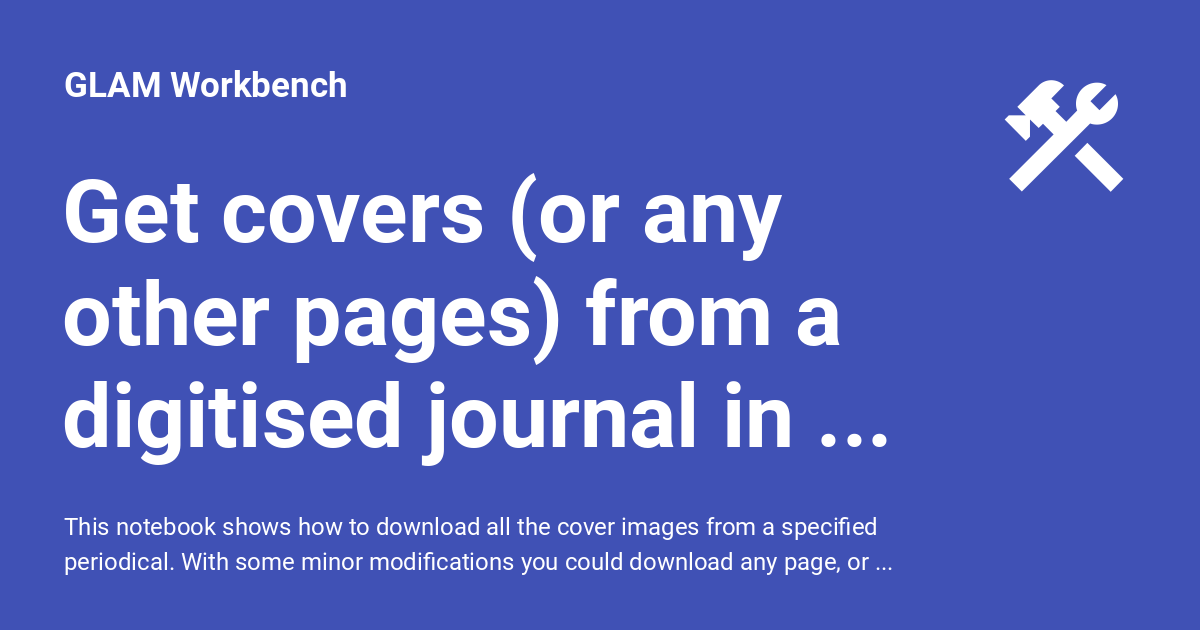 GLAM Workbench
Get covers (or any
other pages) from a
digitised journal in ...
This notebook shows how to download all the cover images from a specified
periodical. With some minor modifications you could download any page, or ...